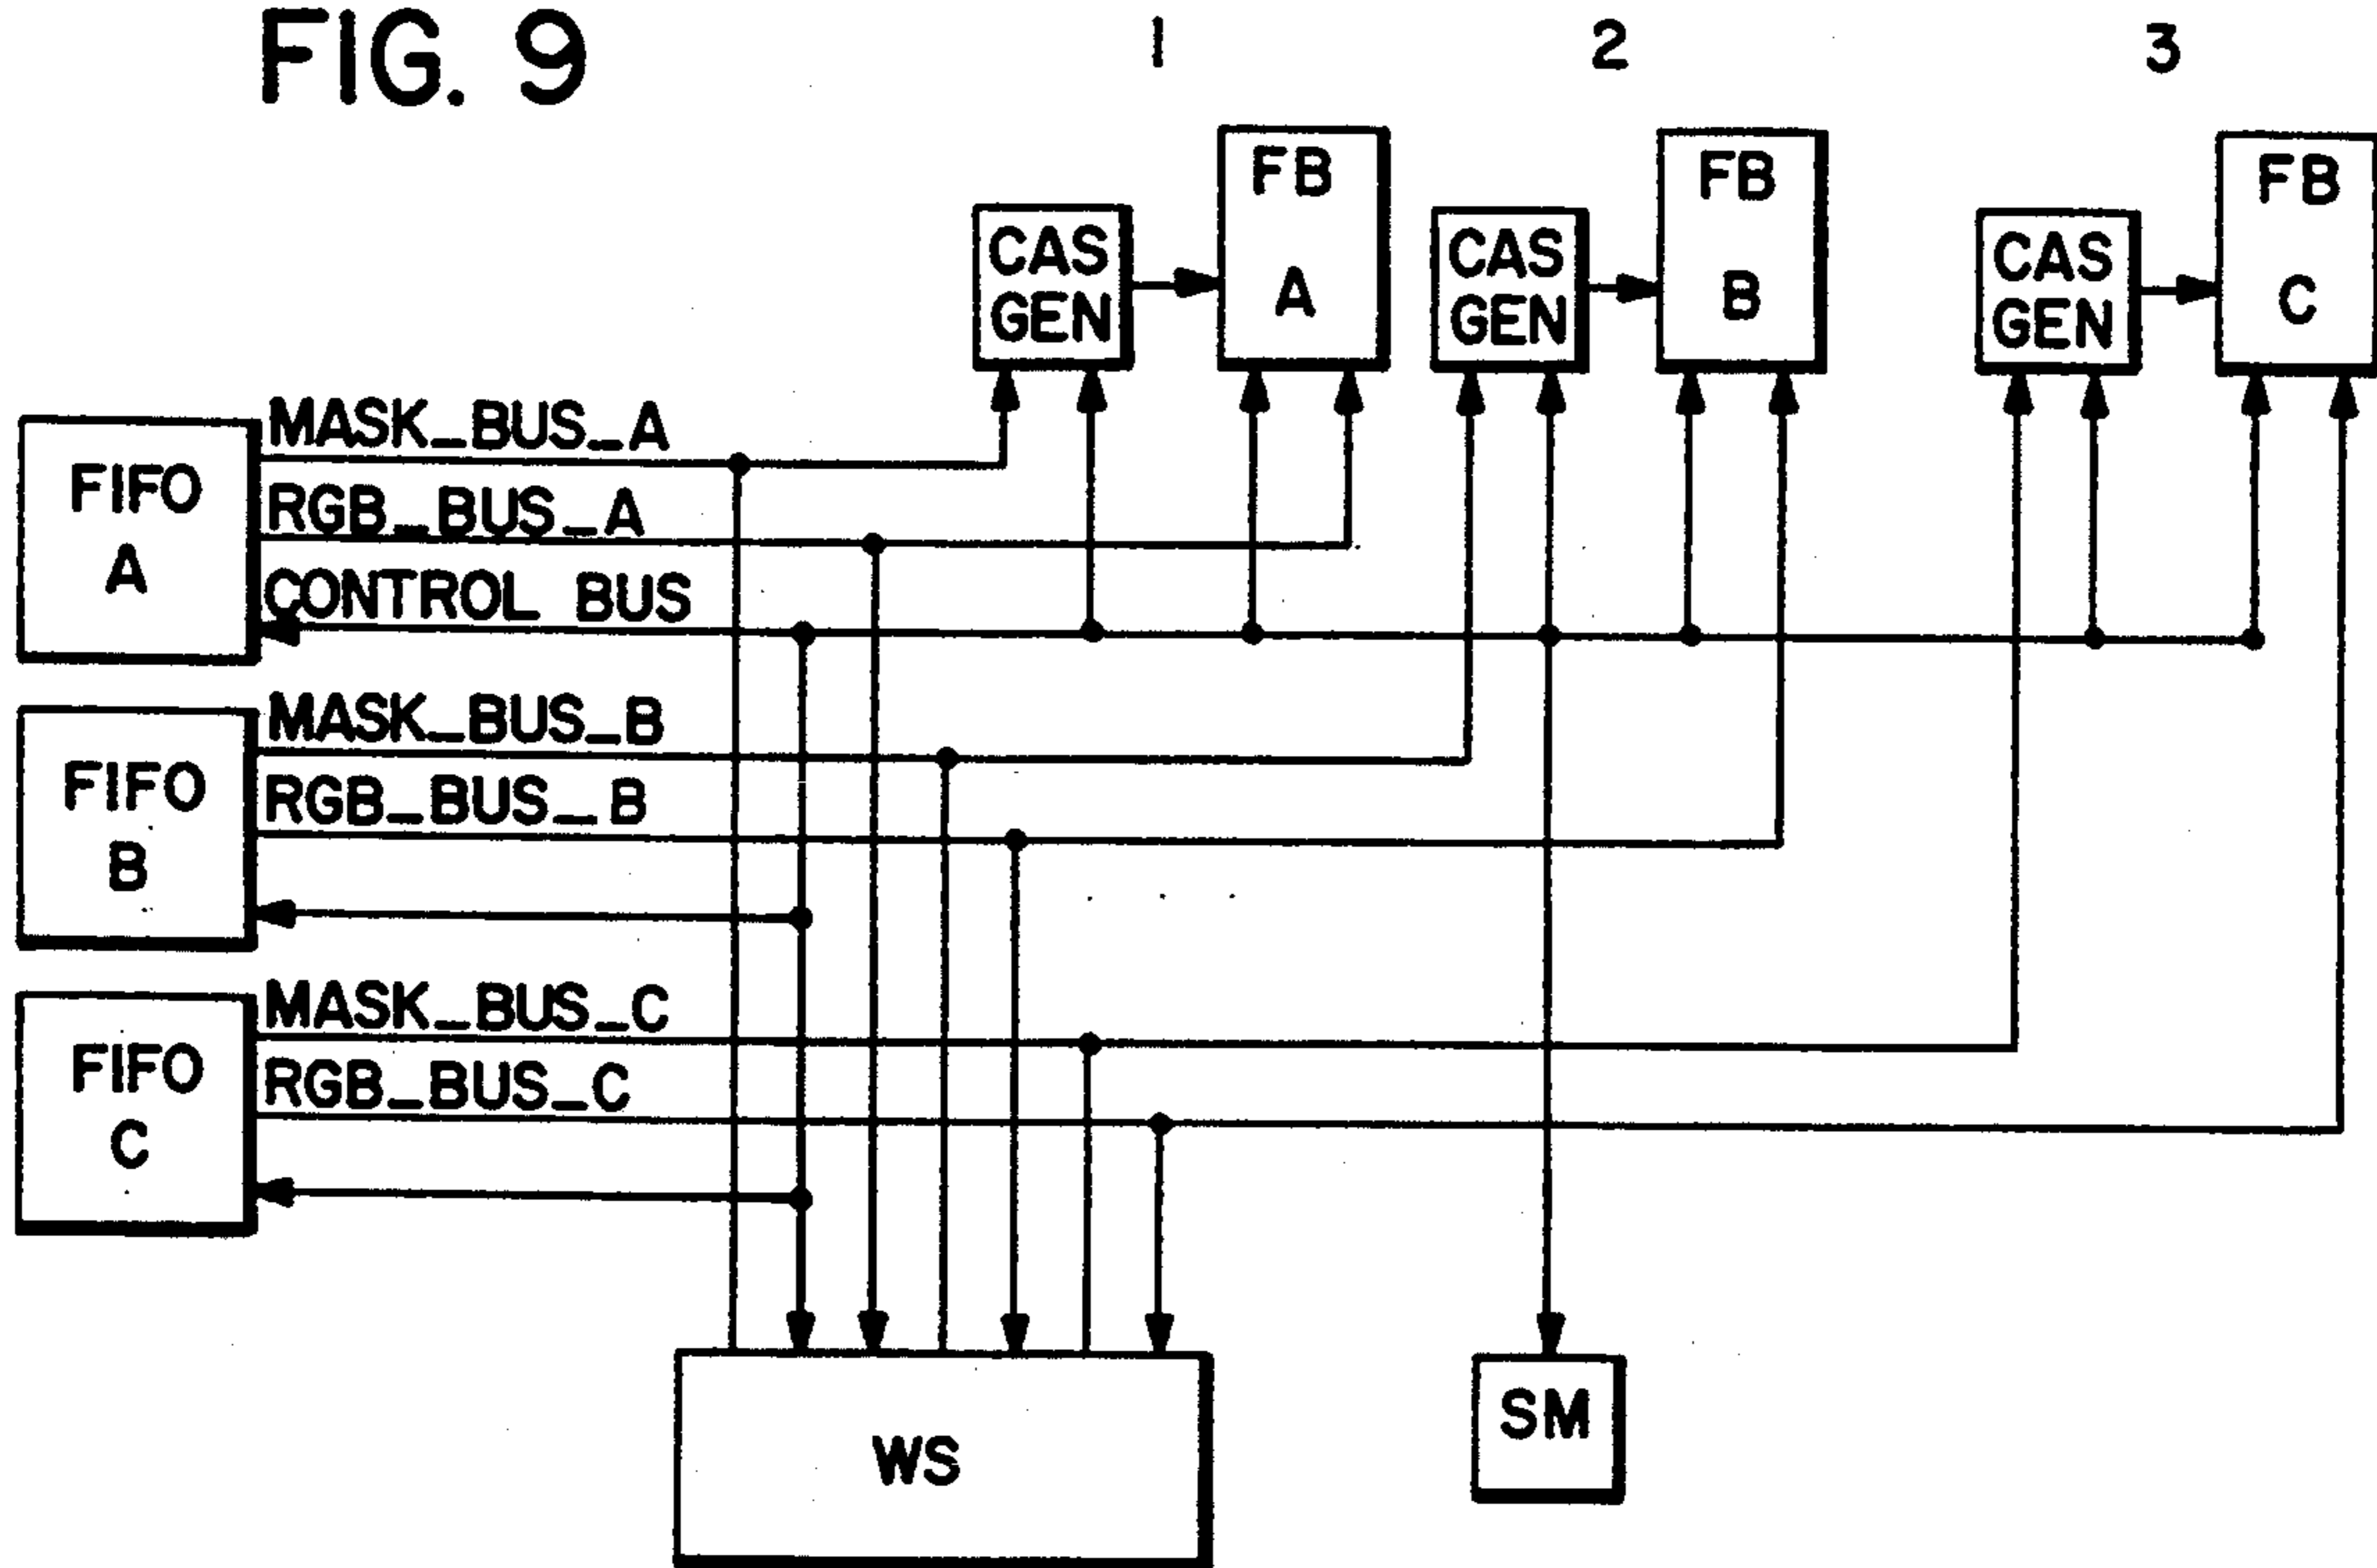 FIG. 9
1
2
3
CAS
GEN
FB
A
CAS
GEN
FB
B
CAS
GEN
FB
C
FIFO
A
MASK_BUS_A
RGB_BUS_A
CONTROL BUS
FIFO
B
MASK_BUS_B
RGB_BUS_B
FIFO
C
MASK_BUS_C
RGB_BUS_C
WS
SM